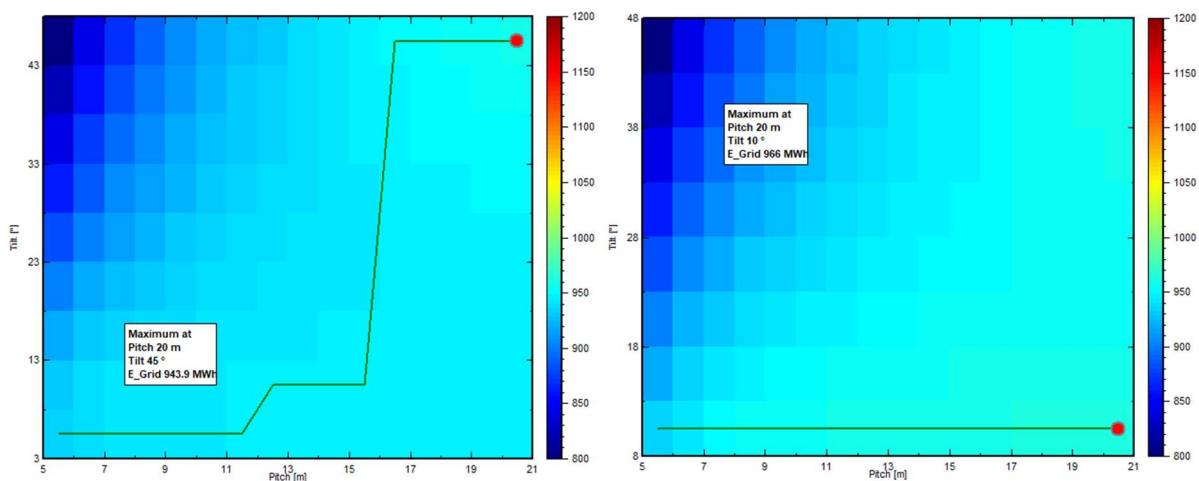 43
33
23
13
3
Tilt [°]
5 7 9 11 13 15 17 19 21
Pitch [m]
Maximum at
Pitch 20 m
Tilt 45 °
E_Grid 943.9 MWh
1200
1150
1100
1050
1000
950
900
850
800
48
38
28
18
8
Tilt [°]
5 7 9 11 13 15 17 19 21
Pitch [m]
Maximum at
Pitch 20 m
Tilt 10 °
E_Grid 966 MWh
1200
1150
1100
1050
1000
950
900
850
800